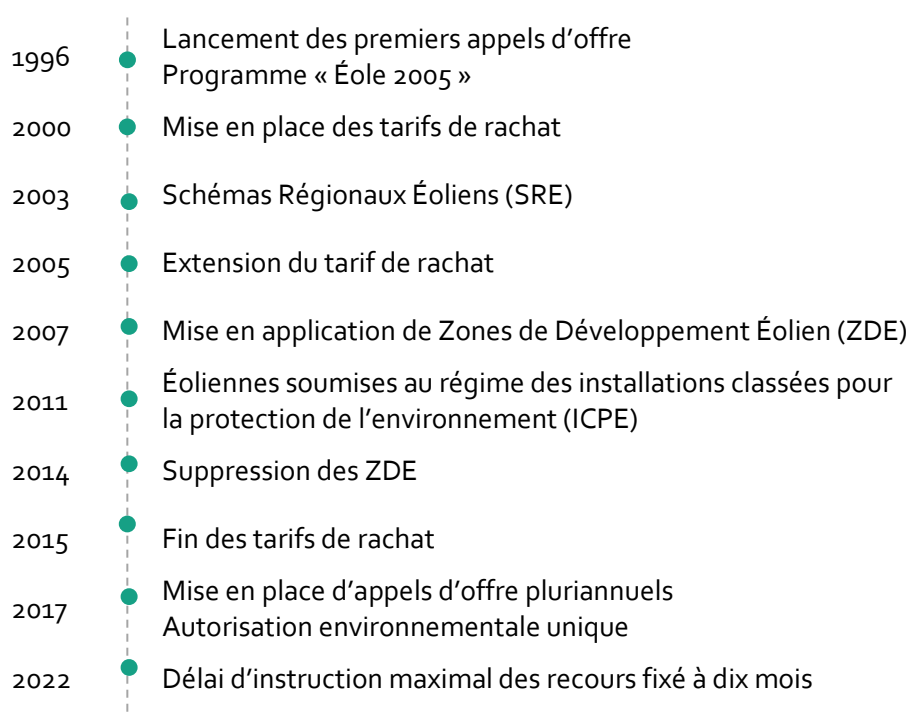 1996 Lancement des premiers appels d’offre
Programme « Éole 2005 »
2000 Mise en place des tarifs de rachat
2003 Schémas Régionaux Éoliens (SRE)
2005 Extension du tarif de rachat
2007 Mise en application de Zones de Développement Éolien (ZDE)
2011 Éoliennes soumises au régime des installations classées pour
la protection de l’environnement (ICPE)
2014 Suppression des ZDE
2015 Fin des tarifs de rachat
2017 Mise en place d’appels d’offre pluriannuels
Autorisation environnementale unique
2022 Délai d’instruction maximal des recours fixé à dix mois